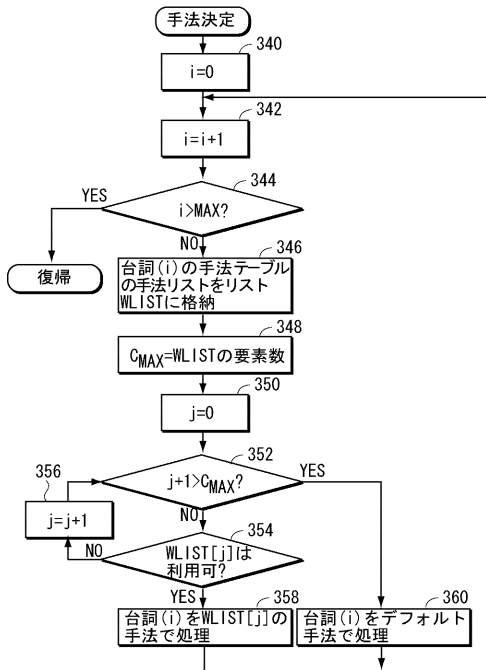 手法決定
340
i=0
342
i=i+1
344
i>MAX?
YES
NO
復帰
346
台詞(i)の手法テーブル
の手法リストをリスト
WLISTに格納
348
CMAX=WLISTの要素数
350
j=0
352
j+1>CMAX?
YES
356
j=j+1
NO
354
WLIST[j]は
利用可?
NO
YES
358
台詞(i)をWLIST[j]の
手法で処理
360
台詞(i)をデフォルト
手法で処理